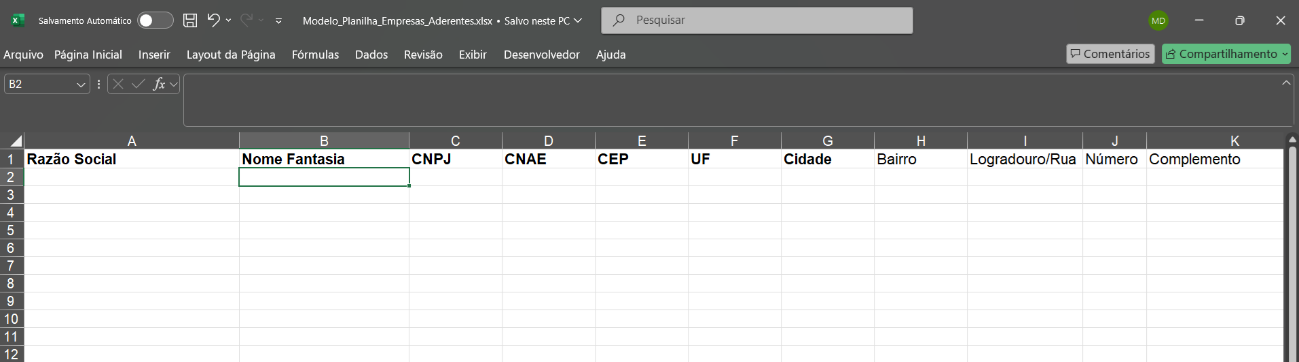 Salvamento Automático Modelo_Planilha_Empresas_Aderentes.xlsx • Salvo neste PC Pesquisar MD
Arquivo Página Inicial Inserir Layout da Página Fórmulas Dados Revisão Exibir Desenvolvedor Ajuda Comentários Compartilhamento
B2 fx
A B C D E F G H I J K
1 Razão Social Nome Fantasia CNPJ CNAE CEP UF Cidade Bairro Logradouro/Rua Número Complemento
2
3
4
5
6
7
8
9
10
11
12